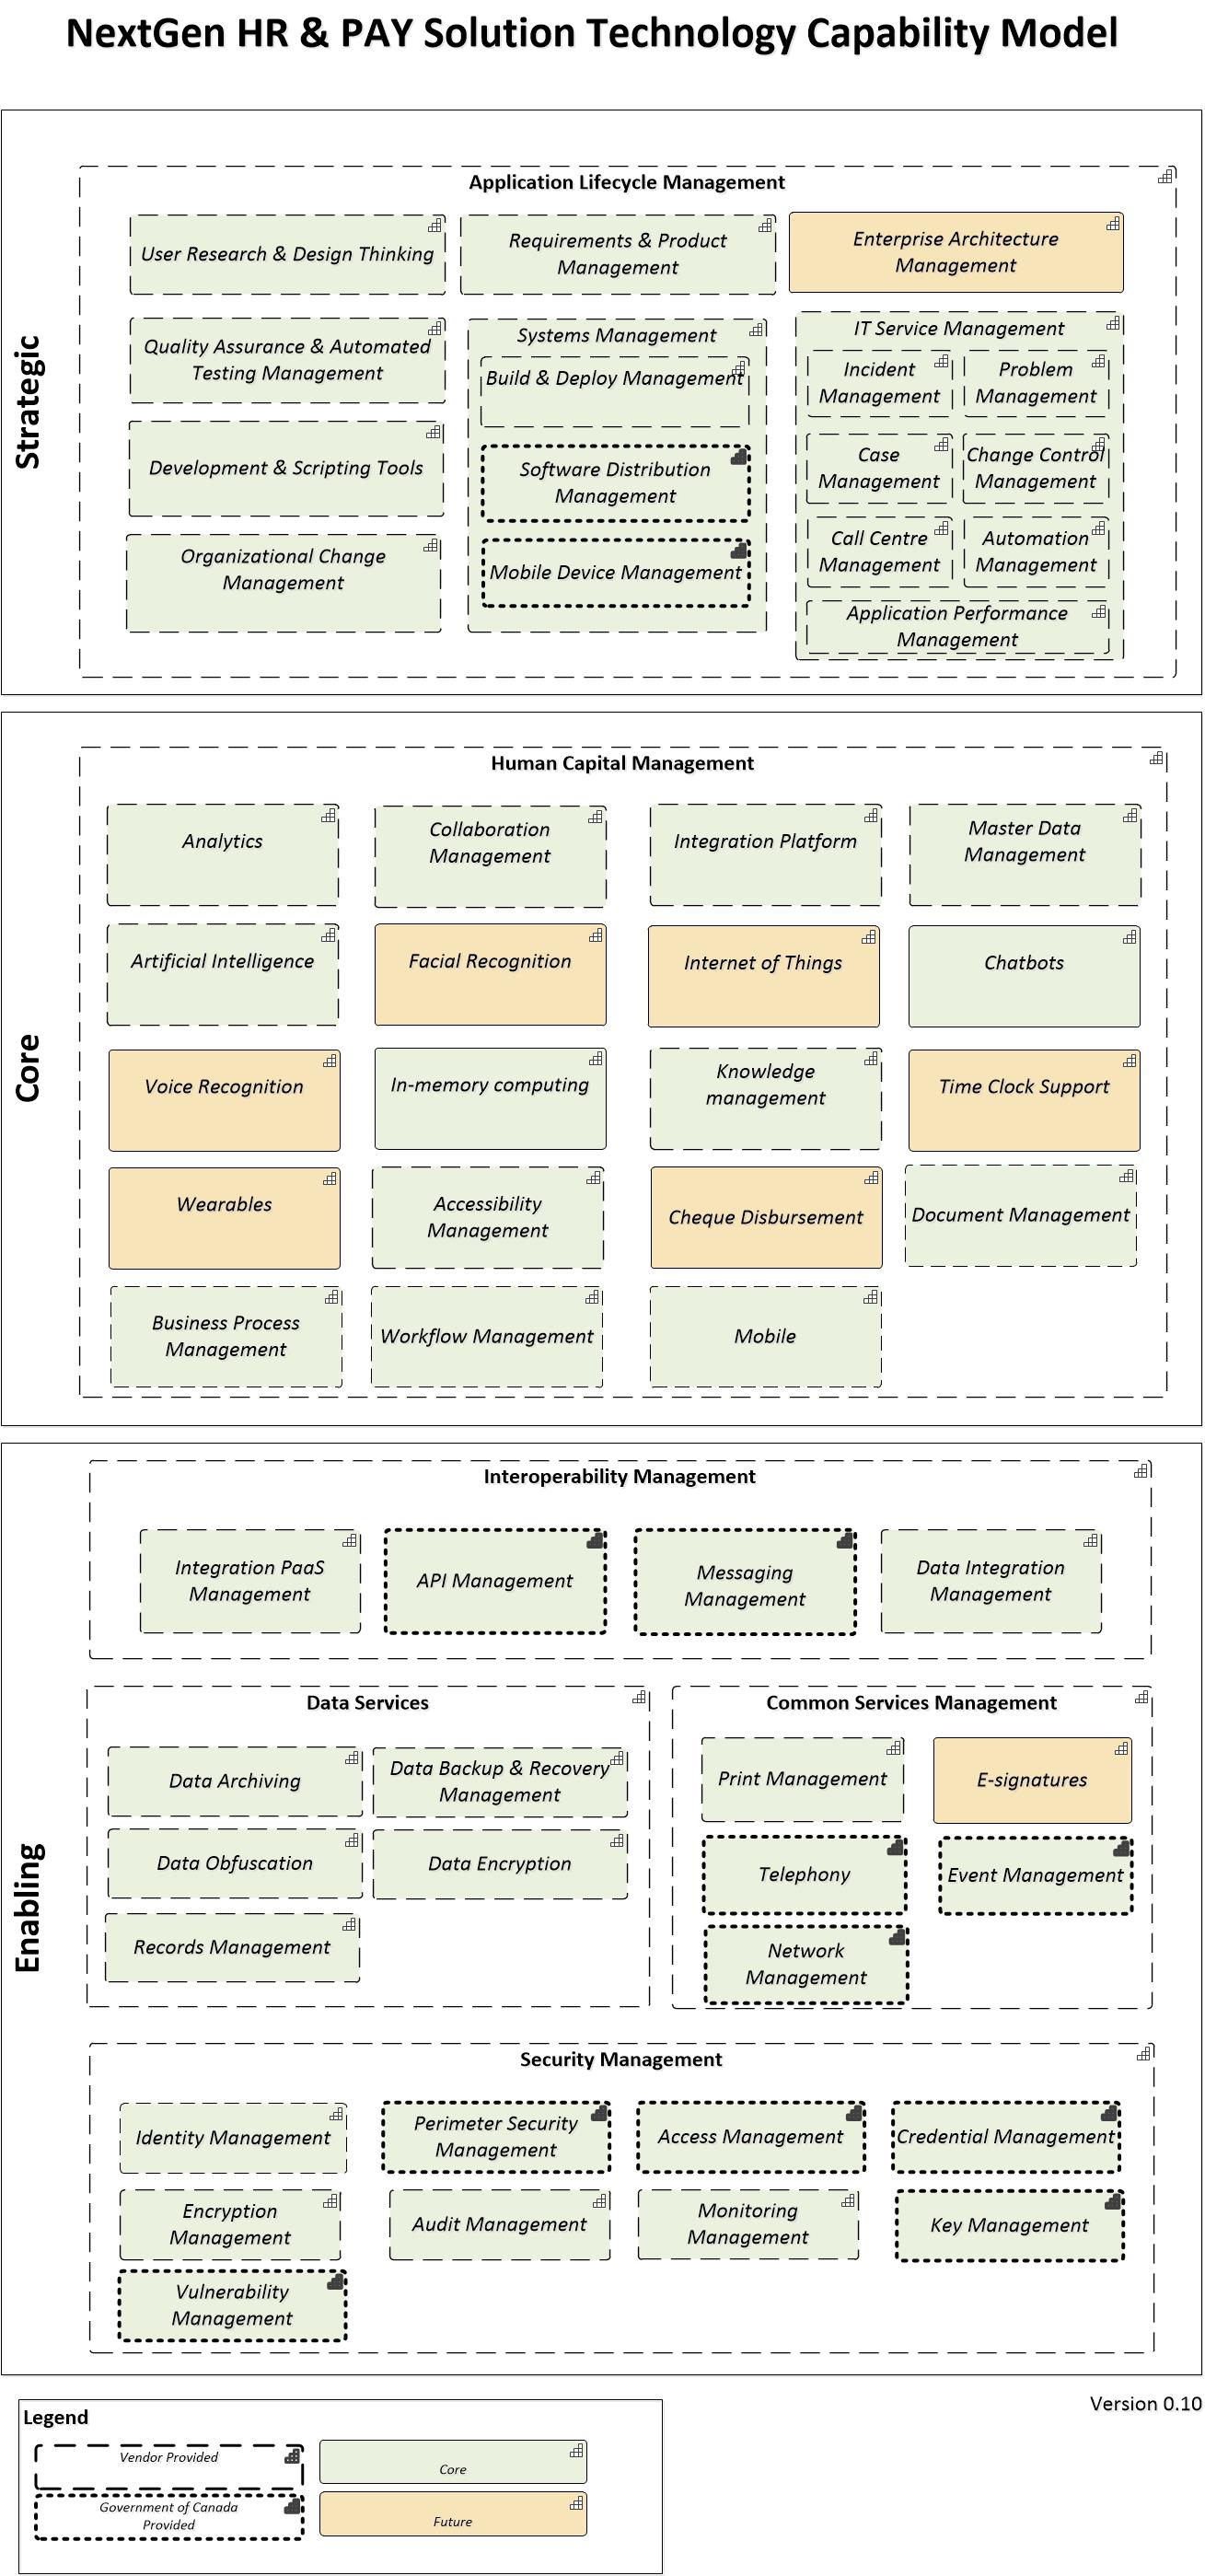 NextGen HR & PAY Solution Technology Capability Model
Strategic
Application Lifecycle Management
User Research & Design Thinking
Requirements & Product
Management
Enterprise Architecture
Management
Quality Assurance & Automated
Testing Management
Systems Management
Build & Deploy Management
Software Distribution
Management
Mobile Device Management
IT Service Management
Incident
Management
Problem
Management
Case
Management
Change Control
Management
Call Centre
Management
Automation
Management
Application Performance
Management
Development & Scripting Tools
Organizational Change
Management
Core
Human Capital Management
Analytics
Collaboration
Management
Integration Platform
Master Data
Management
Artificial Intelligence
Facial Recognition
Internet of Things
Chatbots
Voice Recognition
In-memory computing
Knowledge
management
Time Clock Support
Wearables
Accessibility
Management
Cheque Disbursement
Document Management
Business Process
Management
Workflow Management
Mobile
Enabling
Interoperability Management
Integration PaaS
Management
API Management
Messaging
Management
Data Integration
Management
Data Services
Data Archiving
Data Backup & Recovery
Management
Data Obfuscation
Data Encryption
Records Management
Common Services Management
Print Management
E-signatures
Telephony
Event Management
Network
Management
Security Management
Identity Management
Perimeter Security
Management
Access Management
Credential Management
Encryption
Management
Audit Management
Monitoring
Management
Key Management
Vulnerability
Management
Version 0.10
Legend
Vendor Provided
Core
Government of Canada
Provided
Future